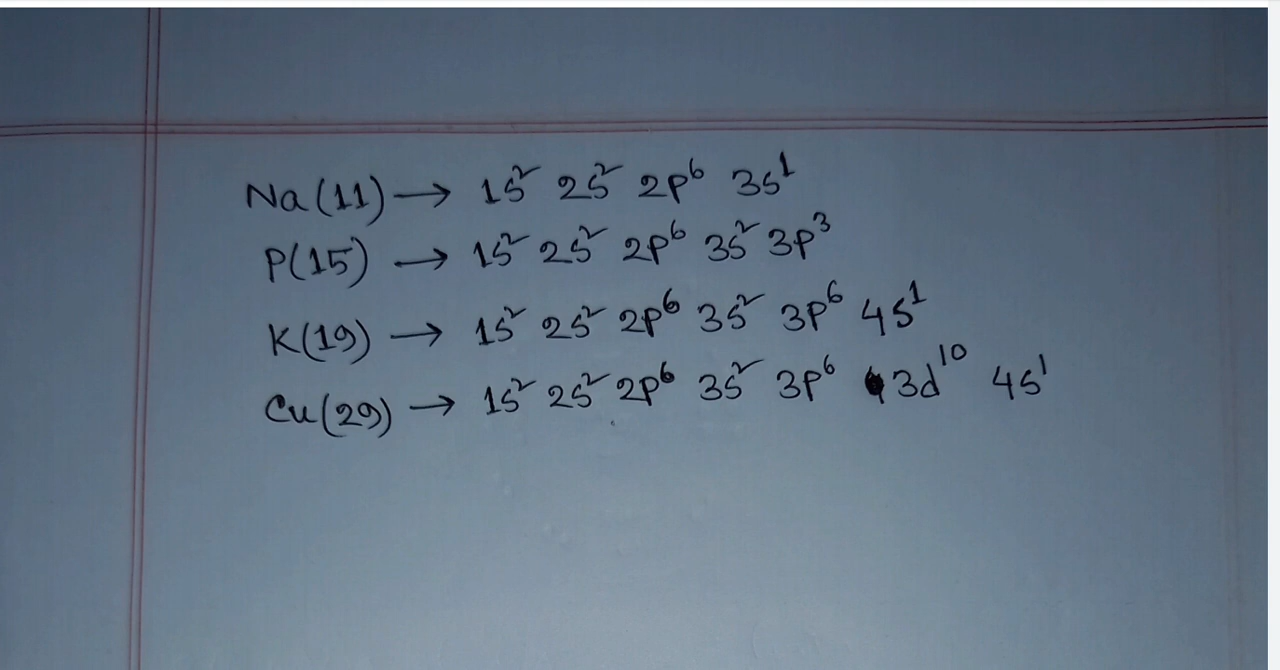 Na(11) → 1s² 2s² 2p⁶ 3s¹
P(15) → 1s² 2s² 2p⁶ 3s² 3p³
K(19) → 1s² 2s² 2p⁶ 3s² 3p⁶ 4s¹
Cu(29) → 1s² 2s² 2p⁶ 3s² 3p⁶ 3d¹⁰ 4s¹